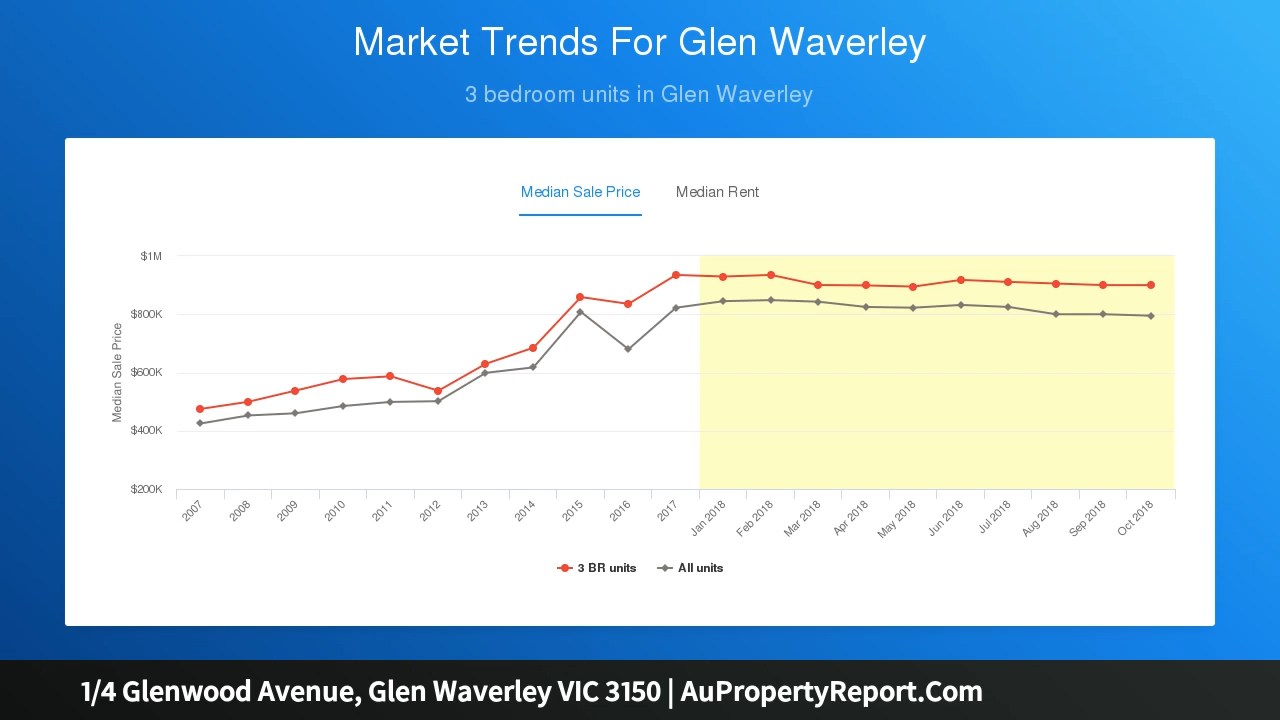 Market Trends For Glen Waverley
3 bedroom units in Glen Waverley
Median Sale Price Median Rent
$1M
$800K
$600K
$400K
$200K
Median Sale Price
2007 2008 2009 2010 2011 2012 2013 2014 2015 2016 2017 Jan 2018 Feb 2018 Mar 2018 Apr 2018 May 2018 Jun 2018 Jul 2018 Aug 2018 Sep 2018 Oct 2018
3 BR units All units
1/4 Glenwood Avenue, Glen Waverley VIC 3150 | AuPropertyReport.Com